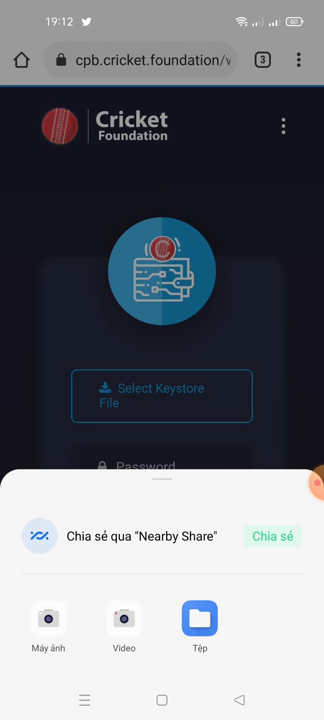 19:12
60
3
cpb.cricket.foundation/
Cricket
Foundation
Select Keystore
File
Password
Chia sẻ qua "Nearby Share"
Chia sẻ
Máy ảnh
Video
Tệp